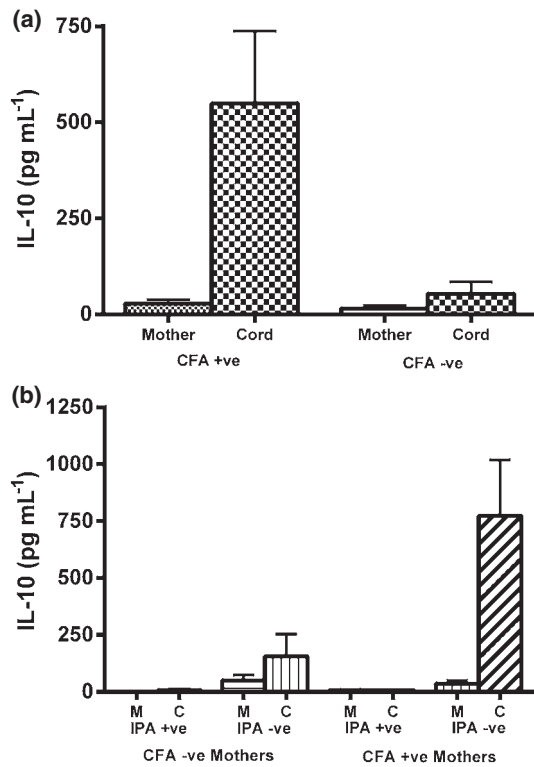 (a)
750
500
250
0
IL-10 (pg mL⁻¹)
Mother Cord Mother Cord
CFA +ve CFA -ve
(b)
1250
1000
750
500
250
0
IL-10 (pg mL⁻¹)
M C M C M C M C
IPA +ve IPA -ve IPA +ve IPA -ve
CFA -ve Mothers CFA +ve Mothers